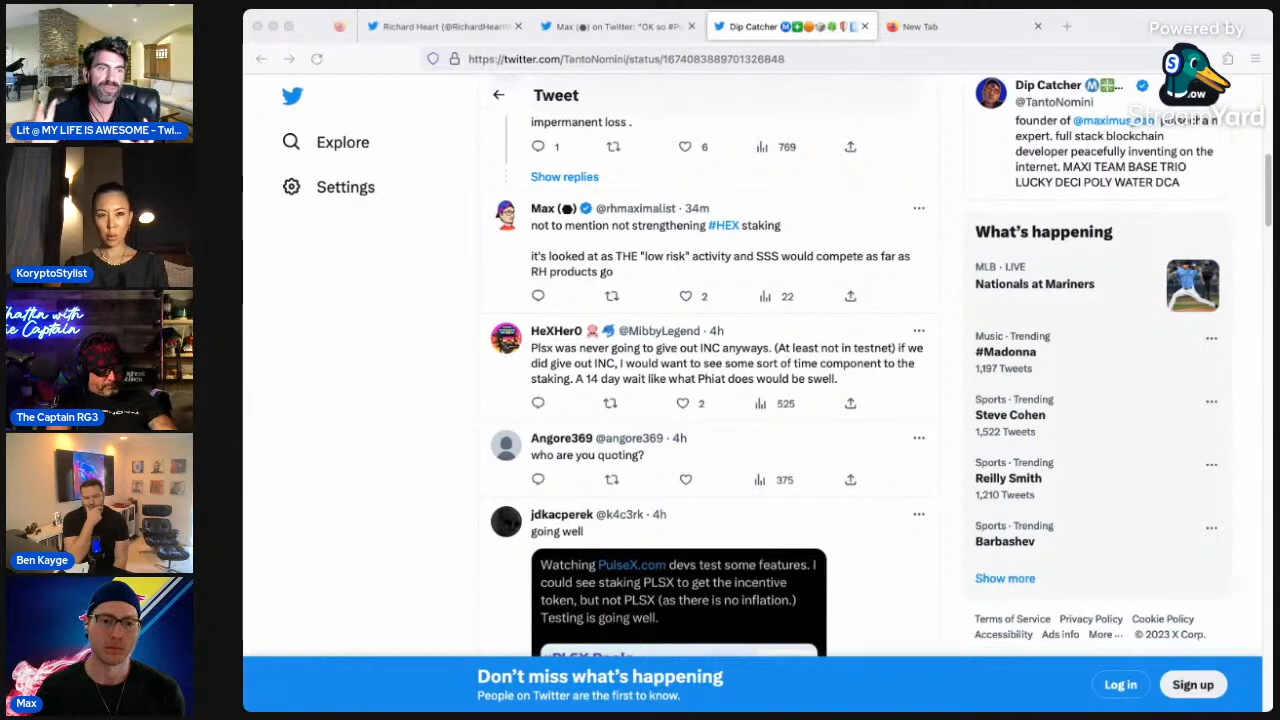 Lit @ MY LIFE IS AWESOME - Twi...
KoryptoStylist
Chattin with
the Captain
The Captain RG3
Ben Kayge
Max
Richard Heart (@RichardHeartW
Max (⬣) on Twitter: "OK so #Pu
Dip Catcher
New Tab
https://twitter.com/TantoNomini/status/1674083889701326848
Powered by
StreamYard
Explore
Settings
Tweet
impermanent loss .
1
6
769
Show replies
Max (⬣) @rhmaximalist · 34m
not to mention not strengthening #HEX staking
it's looked at as THE "low risk" activity and SSS would compete as far as
RH products go
2
22
HeXHer0 @MibbyLegend · 4h
Plsx was never going to give out INC anyways. (At least not in testnet) if we
did give out INC, I would want to see some sort of time component to the
staking. A 14 day wait like what Phiat does would be swell.
2
525
Angore369 @angore369 · 4h
who are you quoting?
375
jdkacperek @k4c3rk · 4h
going well
Watching PulseX.com devs test some features. I
could see staking PLSX to get the incentive
token, but not PLSX (as there is no inflation.)
Testing is going well.
Dip Catcher Ⓜ...
@TantoNomini
founder of
expert. full stack blockchain
developer peacefully inventing on the
internet. MAXI TEAM BASE TRIO
LUCKY DECI POLY WATER DCA
What's happening
MLB · LIVE
Nationals at Mariners
Music · Trending
#Madonna
1,197 Tweets
Sports · Trending
Steve Cohen
1,522 Tweets
Sports · Trending
Reilly Smith
1,210 Tweets
Sports · Trending
Barbashev
Show more
Terms of Service Privacy Policy Cookie Policy
Accessibility Ads info More ... © 2023 X Corp.
Don't miss what's happening
People on Twitter are the first to know.
Log in
Sign up